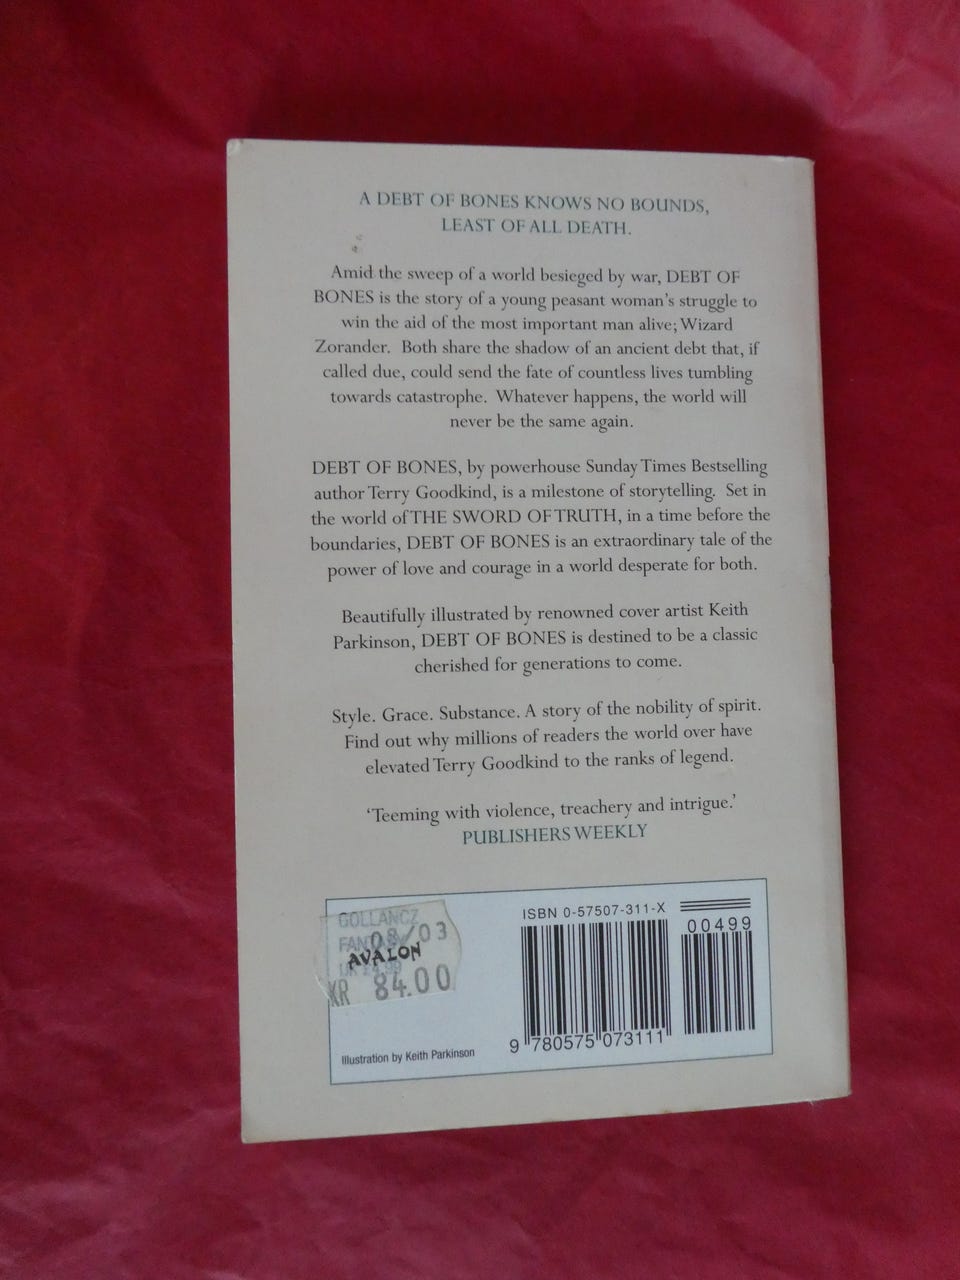 A DEBT OF BONES KNOWS NO BOUNDS,
LEAST OF ALL DEATH.
Amid the sweep of a world besieged by war, DEBT OF
BONES is the story of a young peasant woman's struggle to
win the aid of the most important man alive; Wizard
Zorander. Both share the shadow of an ancient debt that, if
called due, could send the fate of countless lives tumbling
towards catastrophe. Whatever happens, the world will
never be the same again.
DEBT OF BONES, by powerhouse Sunday Times Bestselling
author Terry Goodkind, is a milestone of storytelling. Set in
the world of THE SWORD OF TRUTH, in a time before the
boundaries, DEBT OF BONES is an extraordinary tale of the
power of love and courage in a world desperate for both.
Beautifully illustrated by renowned cover artist Keith
Parkinson, DEBT OF BONES is destined to be a classic
cherished for generations to come.
Style. Grace. Substance. A story of the nobility of spirit.
Find out why millions of readers the world over have
elevated Terry Goodkind to the ranks of legend.
'Teeming with violence, treachery and intrigue.'
PUBLISHERS WEEKLY
GOLLANCZ
08/03
AVALON
KR 84.00
Illustration by Keith Parkinson
ISBN 0-57507-311-X
00499
9 780575 073111